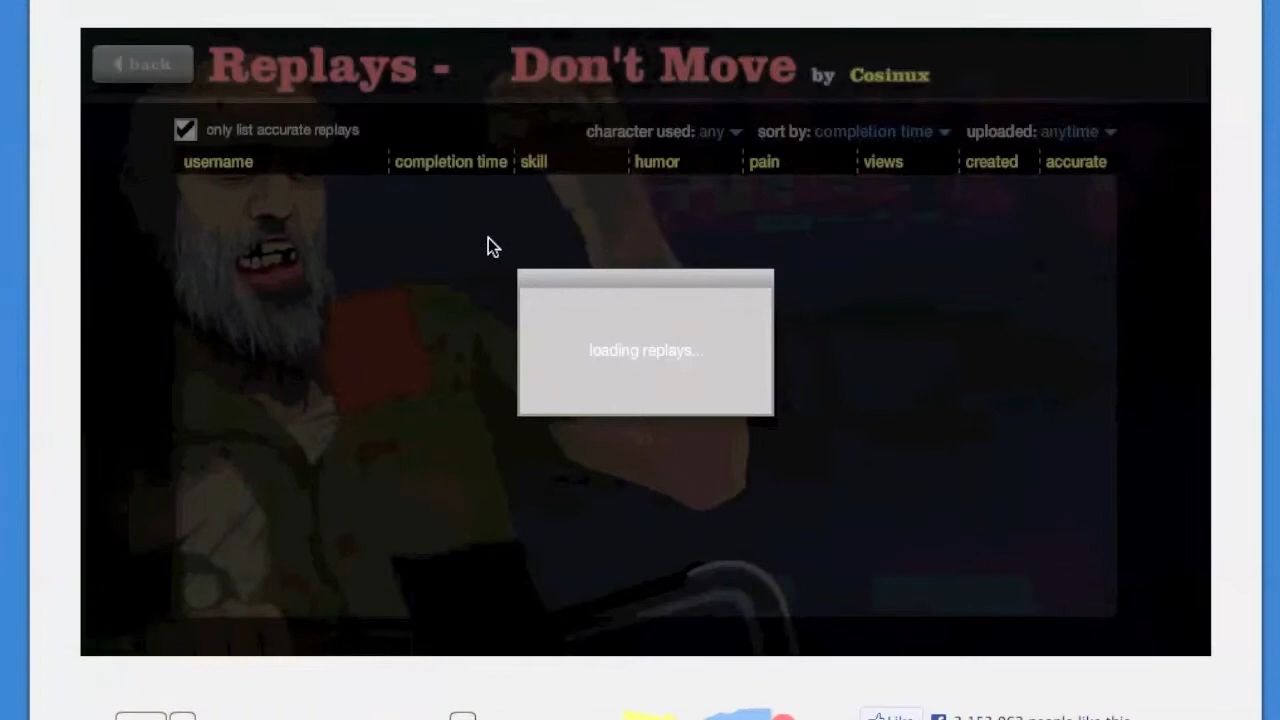 back
Replays - Don't Move by Cosinux
only list accurate replays
character used: any sort by: completion time uploaded: anytime
username completion time skill humor pain views created accurate
loading replays...